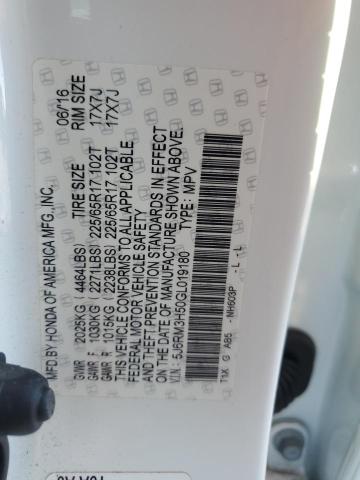 MFD.BY HONDA OF AMERICA MFG.,INC. 06/16
TIRE SIZE RIM SIZE
GVWR 2025KG ( 4464LBS)
GAWR F 1030KG ( 2271LBS) 225/65R17 102T 17X7J
GAWR R 1015KG ( 2238LBS) 225/65R17 102T 17X7J
THIS VEHICLE CONFORMS TO ALL APPLICABLE
FEDERAL MOTOR VEHICLE SAFETY
AND THEFT PREVENTION STANDARDS IN EFFECT
ON THE DATE OF MANUFACTURE SHOWN ABOVE.
V.I.N.: 5J6RM3H50GL019180 TYPE: MPV
T1X G A85 - NH603P - L - L